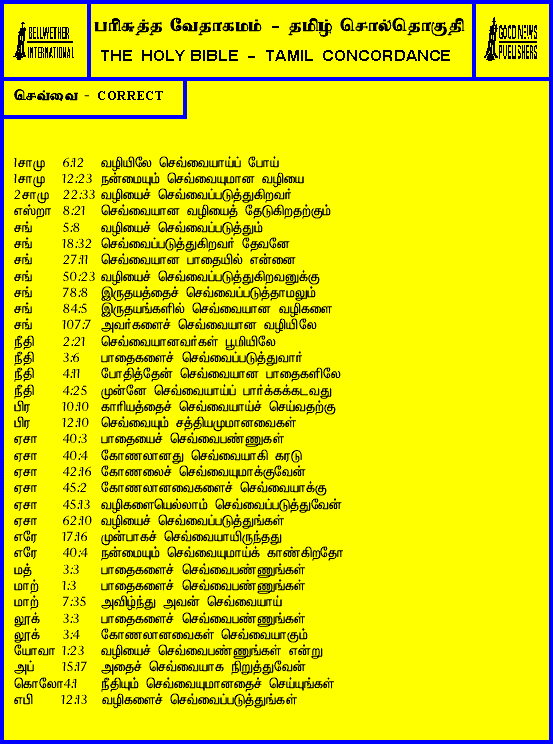 BELLWETHER INTERNATIONAL
பரிசுத்த வேதாகமம் - தமிழ் சொல்தொகுதி
THE HOLY BIBLE - TAMIL CONCORDANCE
GOOD NEWS PUBLISHERS
செவ்வை - CORRECT
1சாமு 6:12 வழியிலே செவ்வையாய்ப் போய்
1சாமு 12:23 நன்மையும் செவ்வையுமான வழியை
2சாமு 22:33 வழியைச் செவ்வைப்படுத்துகிறவர்
எஸ்றா 8:21 செவ்வையான வழியைத் தேடுகிறதற்கும்
சங் 5:8 வழியைச் செவ்வைப்படுத்தும்
சங் 18:32 செவ்வைப்படுத்துகிறவர் தேவனே
சங் 27:11 செவ்வையான பாதையில் என்னை
சங் 50:23 வழியைச் செவ்வைப்படுத்துகிறவனுக்கு
சங் 78:8 இருதயத்தைச் செவ்வைப்படுத்தாமலும்
சங் 84:5 இருதயங்களில் செவ்வையான வழிகளை
சங் 107:7 அவர்களைச் செவ்வையான வழியிலே
நீதி 2:21 செவ்வையானவர்கள் பூமியிலே
நீதி 3:6 பாதைகளைச் செவ்வைப்படுத்துவார்
நீதி 4:11 போதித்தேன் செவ்வையான பாதைகளிலே
நீதி 4:25 முன்னே செவ்வையாய்ப் பார்க்கக்கடவது
பிர 10:10 காரியத்தைச் செவ்வையாய்ச் செய்வதற்கு
பிர 12:10 செவ்வையும் சத்தியமுமானவைகள்
ஏசா 40:3 பாதையைச் செவ்வைபண்ணுகள்
ஏசா 40:4 கோணலானது செவ்வையாகி கரடு
ஏசா 42:16 கோணலைச் செவ்வையுமாக்குவேன்
ஏசா 45:2 கோணலானவைகளைச் செவ்வையாக்கு
ஏசா 45:13 வழிகளையெல்லாம் செவ்வைப்படுத்துவேன்
ஏசா 62:10 வழியைச் செவ்வைப்படுத்துங்கள்
எரே 17:16 முன்பாகச் செவ்வையாயிருந்தது
எரே 40:4 நன்மையும் செவ்வையுமாய்க் காண்கிறதோ
மத் 3:3 பாதைகளைச் செவ்வைபண்ணுங்கள்
மாற் 1:3 பாதைகளைச் செவ்வைபண்ணுங்கள்
மாற் 7:35 அவிழ்ந்து அவன் செவ்வையாய்
லூக் 3:3 பாதைகளைச் செவ்வைபண்ணுங்கள்
லூக் 3:4 கோணலானவைகள் செவ்வையாகும்
யோவா 1:23 வழியைச் செவ்வைபண்ணுங்கள் என்று
அப் 15:17 அதைச் செவ்வையாக நிறுத்துவேன்
கொலோ 4:1 நீதியும் செவ்வையுமானதைச் செய்யுங்கள்
எபி 12:13 வழிகளைச் செவ்வைப்படுத்துங்கள்